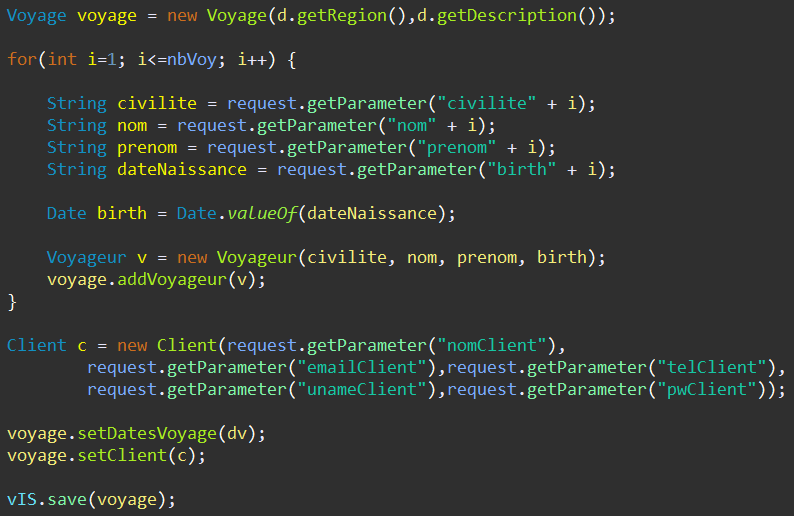 Voyage voyage = new Voyage(d.getRegion(),d.getDescription());
for(int i=1; i<=nbVoy; i++) {
String civilite = request.getParameter("civilite" + i);
String nom = request.getParameter("nom" + i);
String prenom = request.getParameter("prenom" + i);
String dateNaissance = request.getParameter("birth" + i);
Date birth = Date.valueOf(dateNaissance);
Voyageur v = new Voyageur(civilite, nom, prenom, birth);
voyage.addVoyageur(v);
}
Client c = new Client(request.getParameter("nomClient"),
request.getParameter("emailClient"),request.getParameter("telClient"),
request.getParameter("unameClient"),request.getParameter("pwClient"));
voyage.setDatesVoyage(dv);
voyage.setClient(c);
vIS.save(voyage);